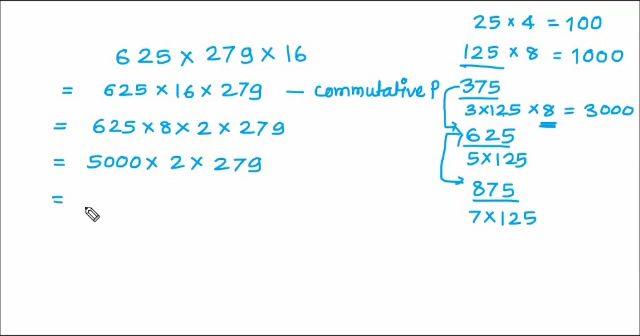 625 × 279 × 16
= 625 × 16 × 279 — commutative P
= 625 × 8 × 2 × 279
= 5000 × 2 × 279
=
25 × 4 = 100
125 × 8 = 1000
375
3×125 × 8 = 3000
625
5×125
875
7×125